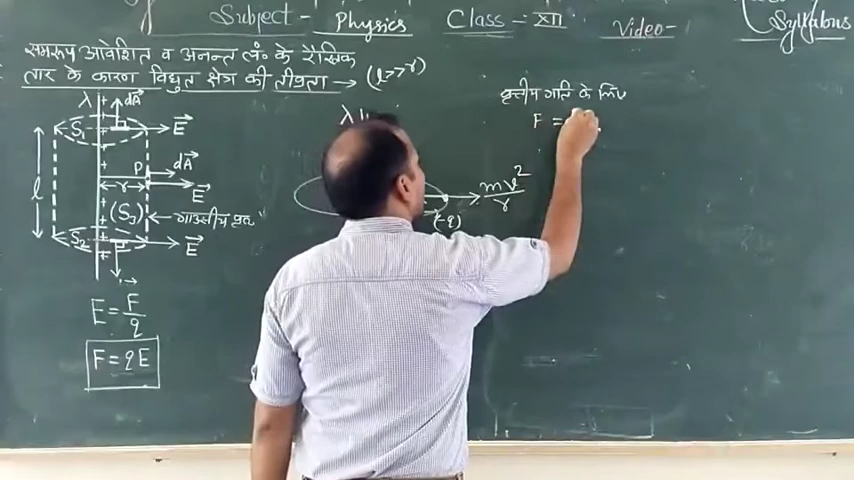 Subject - Physics Class - XII Video - Syllabus
समरूप आवेशित व अनन्त लं० के रैखिक
तार के कारण विद्युत क्षेत्र की तीव्रता → (l>>r)
λ
dA→
S₁
E→
l
P
dA→
r
E→
(S₃)
गाउसीय पृष्ठ
S₂
E→
E = F/q
F = qE
λ
mv²/r
(-q)
वृत्तीय गति के लिए
F =